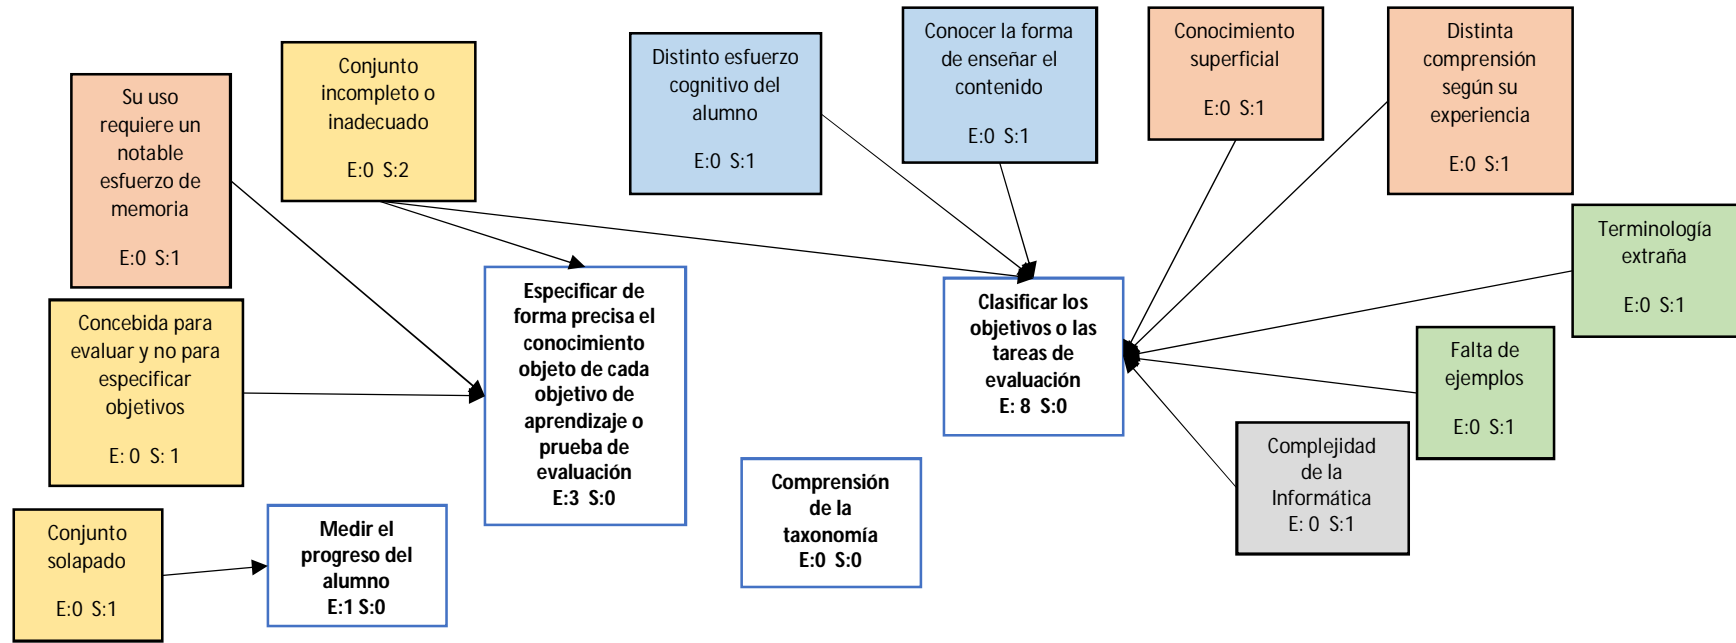 Su uso
requiere un
notable
esfuerzo de
memoria
E:0 S:1
Conjunto
incompleto o
inadecuado
E:0 S:2
Distinto esfuerzo
cognitivo del
alumno
E:0 S:1
Conocer la forma
de enseñar el
contenido
E:0 S:1
Conocimiento
superficial
E:0 S:1
Distinta
comprensión
según su
experiencia
E:0 S:1
Terminología
extraña
E:0 S:1
Concebida para
evaluar y no para
especificar
objetivos
E: 0 S: 1
Especificar de
forma precisa el
conocimiento
objeto de cada
objetivo de
aprendizaje o
prueba de
evaluación
E:3 S:0
Clasificar los
objetivos o las
tareas de
evaluación
E: 8 S:0
Falta de
ejemplos
E:0 S:1
Complejidad
de la
Informática
E: 0 S:1
Comprensión
de la
taxonomía
E:0 S:0
Conjunto
solapado
E:0 S:1
Medir el
progreso del
alumno
E:1 S:0